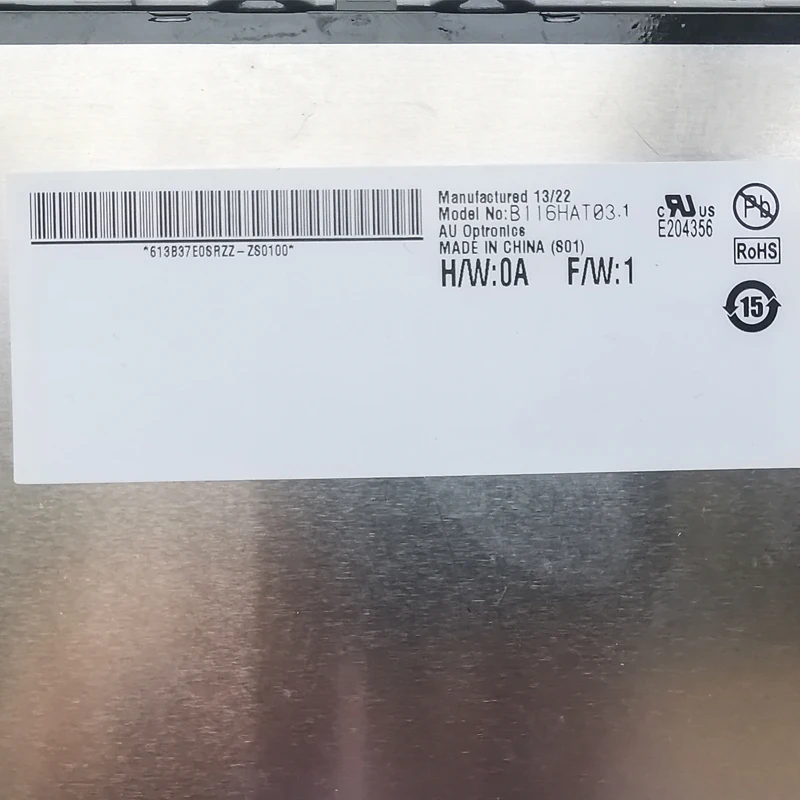 *613B37E0SRZZ-ZS0100*
Manufactured 13/22
Model No:B116HAT03.1
AU Optronics
MADE IN CHINA (S01)
H/W:0A F/W:1
c RU US
E204356
Pb
RoHS
15